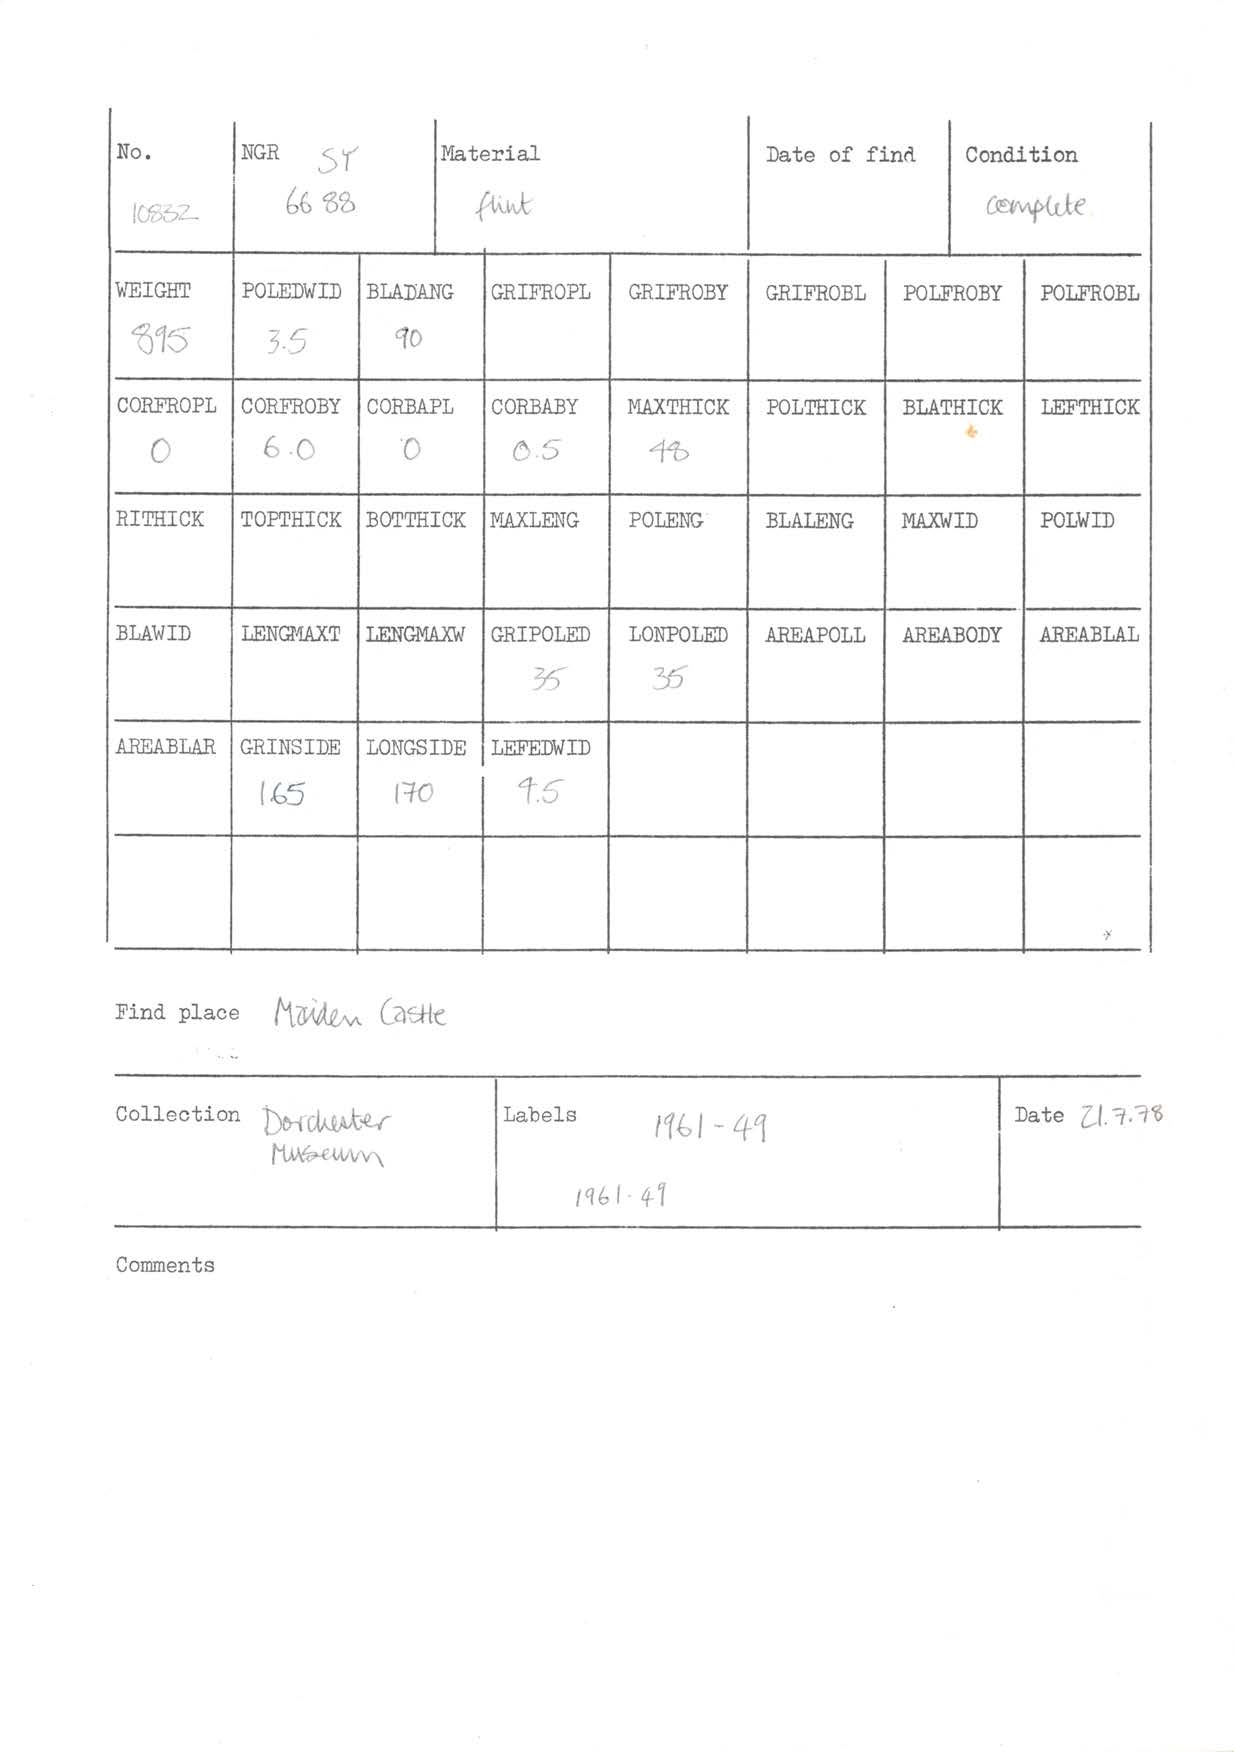 No. NGR SY Material Date of find Condition
10832 66 88 flint complete
WEIGHT POLEDWID BLADANG GRIFROPL GRIFROBY GRIFROBL POLFROBY POLFROBL
895 3.5 90
CORFROPL CORFROBY CORBAPL CORBABY MAXTHICK POLTHICK BLATHICK LEFTHICK
0 6.0 0 0.5 48
RITHICK TOPTHICK BOTTHICK MAXLENG POLENG BLALENG MAXWID POLWID
BLAWID LENGMAXT LENGMAXW GRIPOLED LONPOLED AREAPOLL AREABODY AREABLAL
35 35
AREABLAR GRINSIDE LONGSIDE LEFEDWID
165 170 9.5
Find place Maiden Castle
Collection Dorchester Labels 1961-49 Date 21.7.78
Museum
1961.49
Comments